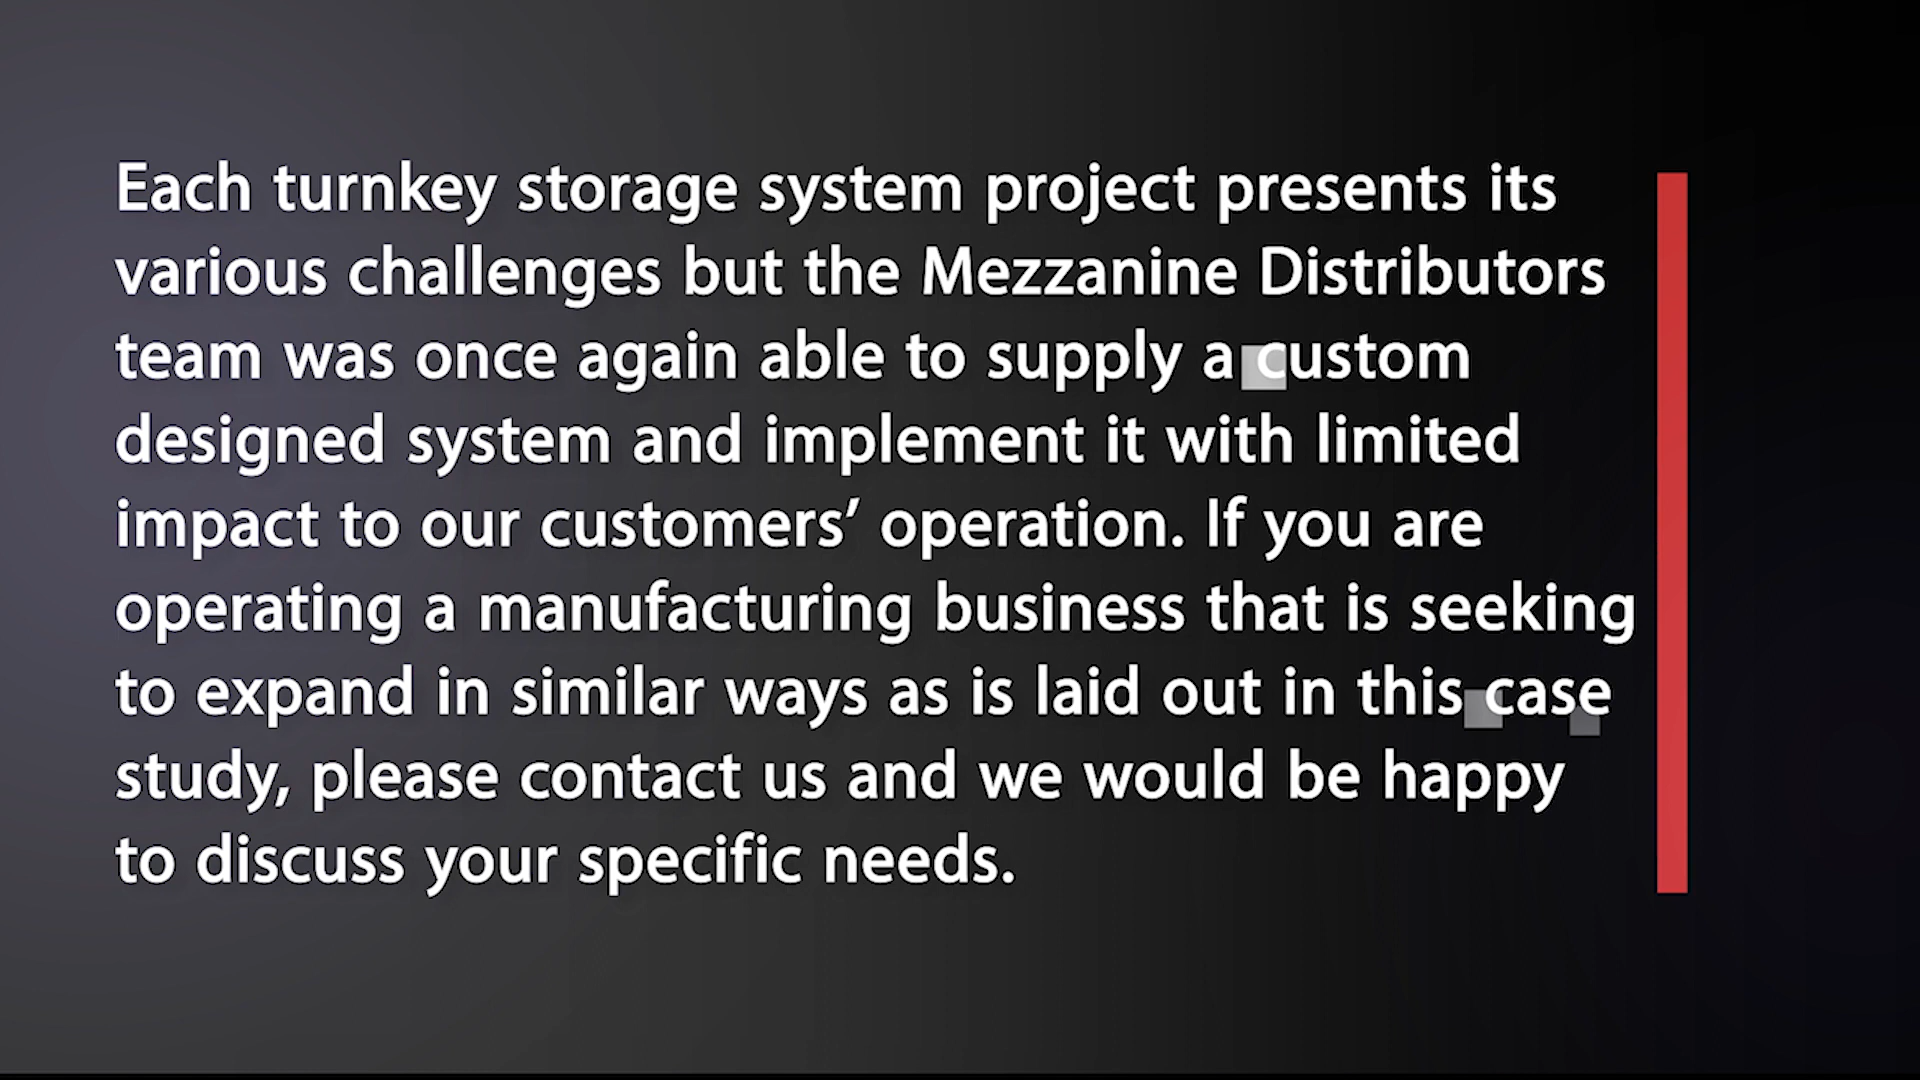 Each turnkey storage system project presents its
various challenges but the Mezzanine Distributors
team was once again able to supply a custom
designed system and implement it with limited
impact to our customers’ operation. If you are
operating a manufacturing business that is seeking
to expand in similar ways as is laid out in this case
study, please contact us and we would be happy
to discuss your specific needs.